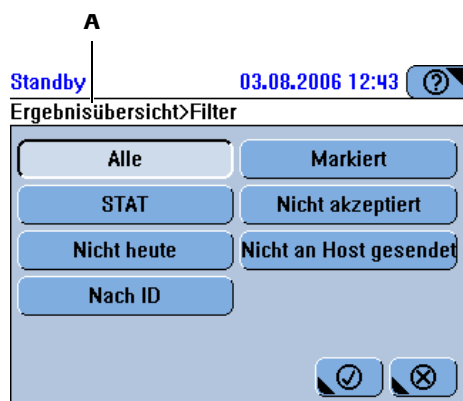 A
Standby 03.08.2006 12:43 ?
Ergebnisübersicht>Filter
Alle Markiert
STAT Nicht akzeptiert
Nicht heute Nicht an Host gesendet
Nach ID